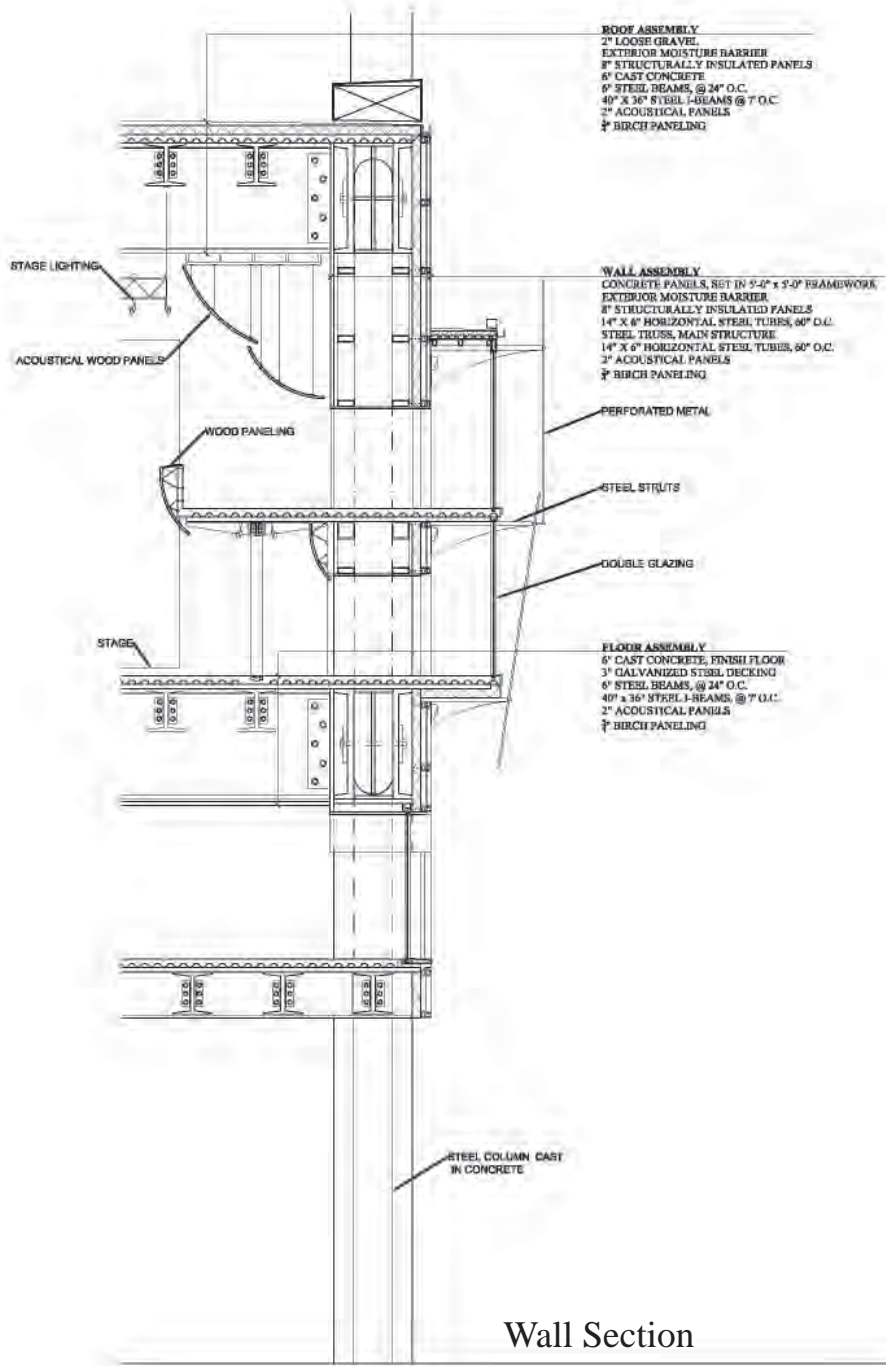 ROOF ASSEMBLY
2" LOOSE GRAVEL
EXTERIOR MOISTURE BARRIER
8" STRUCTURALLY INSULATED PANELS
6" CAST CONCRETE
6" STEEL BEAMS, @ 24" O.C.
40" X 36" STEEL I-BEAMS @ 7' O.C.
2" ACOUSTICAL PANELS
BIRCH PANELING
STAGE LIGHTING
ACOUSTICAL WOOD PANELS
WOOD PANELING
STAGE
WALL ASSEMBLY
CONCRETE PANELS, SET IN 5'-0" x 5'-0" FRAMEWORK
EXTERIOR MOISTURE BARRIER
8" STRUCTURALLY INSULATED PANELS
14" X 6" HORIZONTAL STEEL TUBES, 60" O.C.
STEEL TRUSS, MAIN STRUCTURE
14" X 6" HORIZONTAL STEEL TUBES, 60" O.C.
2" ACOUSTICAL PANELS
BIRCH PANELING
PERFORATED METAL
STEEL STRUTS
DOUBLE GLAZING
FLOOR ASSEMBLY
6" CAST CONCRETE, FINISH FLOOR
3" GALVANIZED STEEL DECKING
6" STEEL BEAMS, @ 24" O.C.
40" x 36" STEEL I-BEAMS, @ 7' O.C.
2" ACOUSTICAL PANELS
BIRCH PANELING
STEEL COLUMN CAST
IN CONCRETE
Wall Section